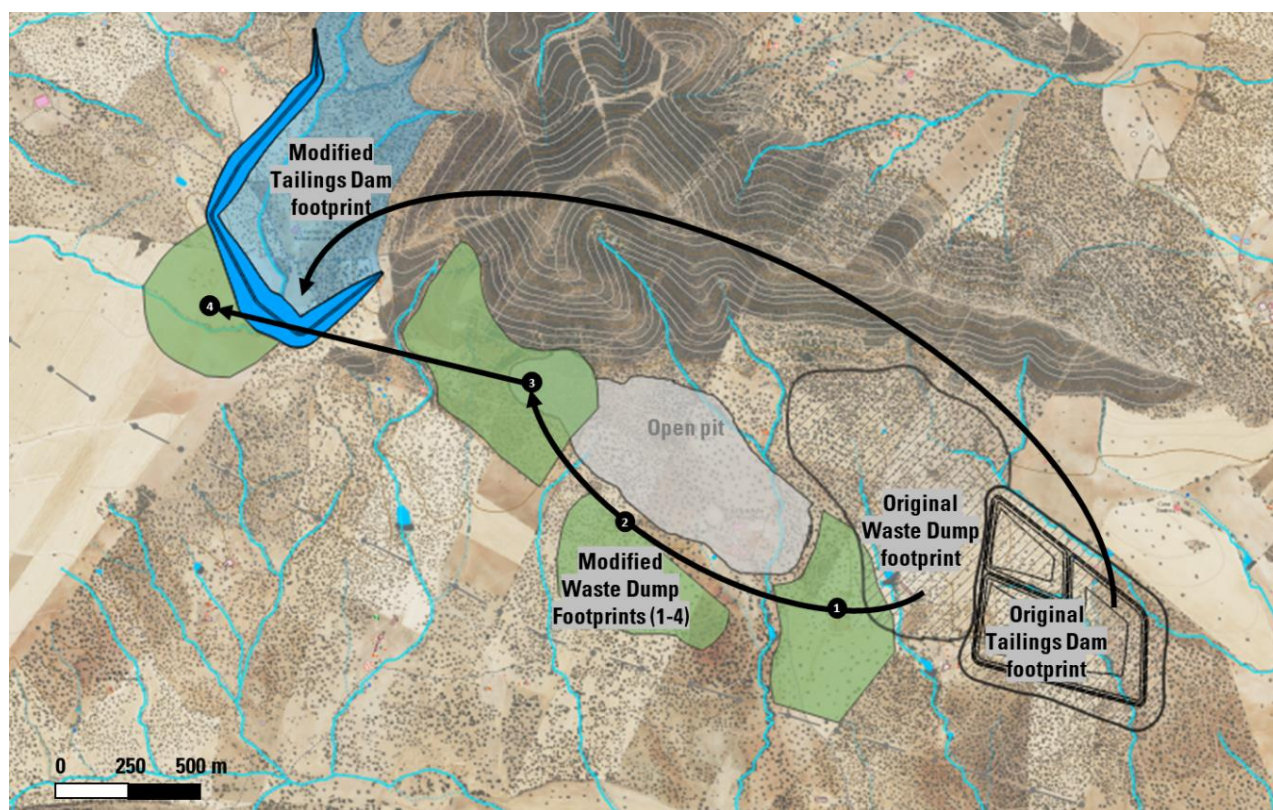 Modified
Tailings Dam
footprint
4
3
Open pit
2
Modified
Waste Dump
Footprints (1-4)
1
Original
Waste Dump
footprint
Original
Tailings Dam
footprint
0 250 500 m